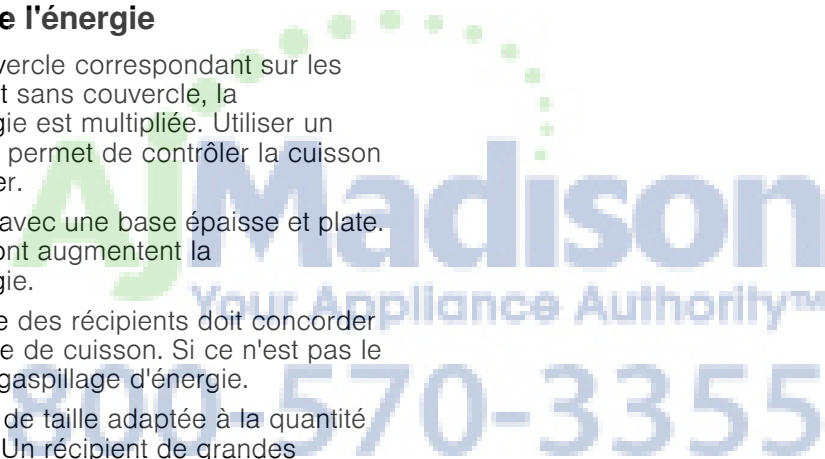 e l'énergie
vercle correspondant sur les
t sans couvercle, la
gie est multipliée. Utiliser un
permet de contrôler la cuisson
er.
avec une base épaisse et plate.
ont augmentent la
gie.
e des récipients doit concorder
e de cuisson. Si ce n'est pas le
gaspillage d'énergie.
de taille adaptée à la quantité
Un récipient de grandes
AjMadison
Your Appliance Authority™
800-570-3355